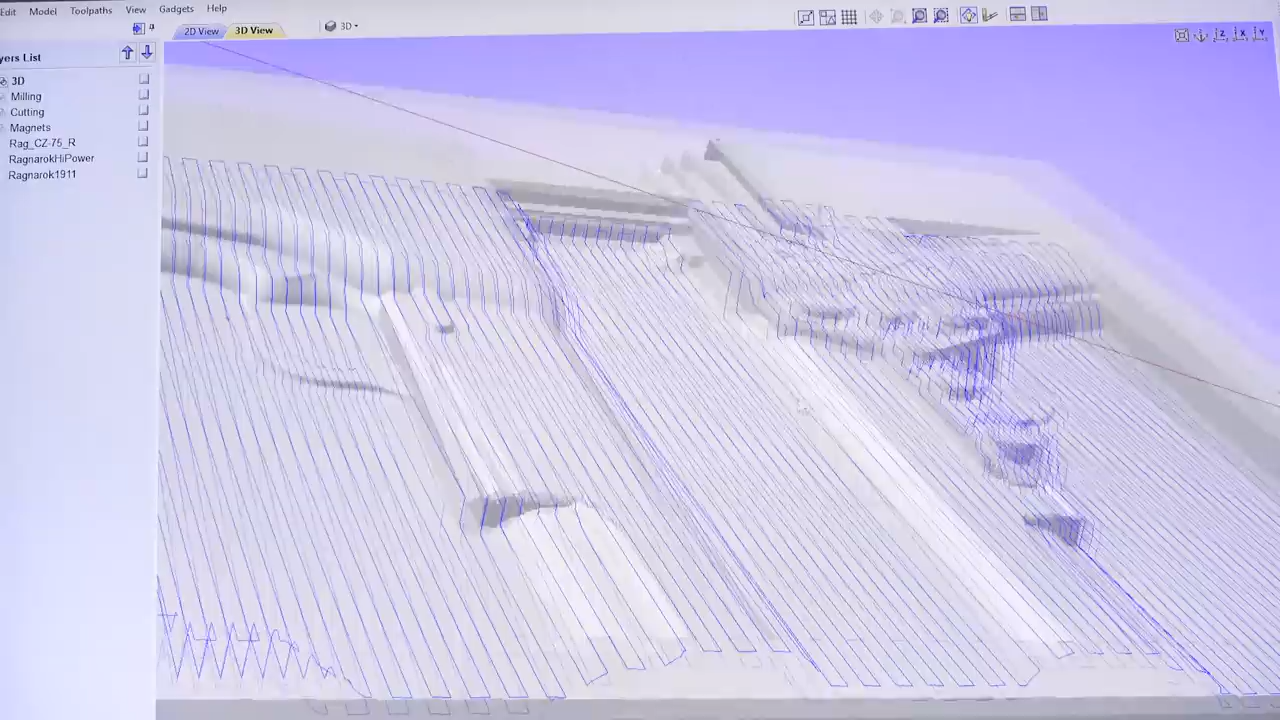 Edit Model Toolpaths View Gadgets Help
2D View 3D View 3D
yers List
3D
Milling
Cutting
Magnets
Rag_CZ-75_R
RagnarokHiPower
Ragnarok1911
Z X Y